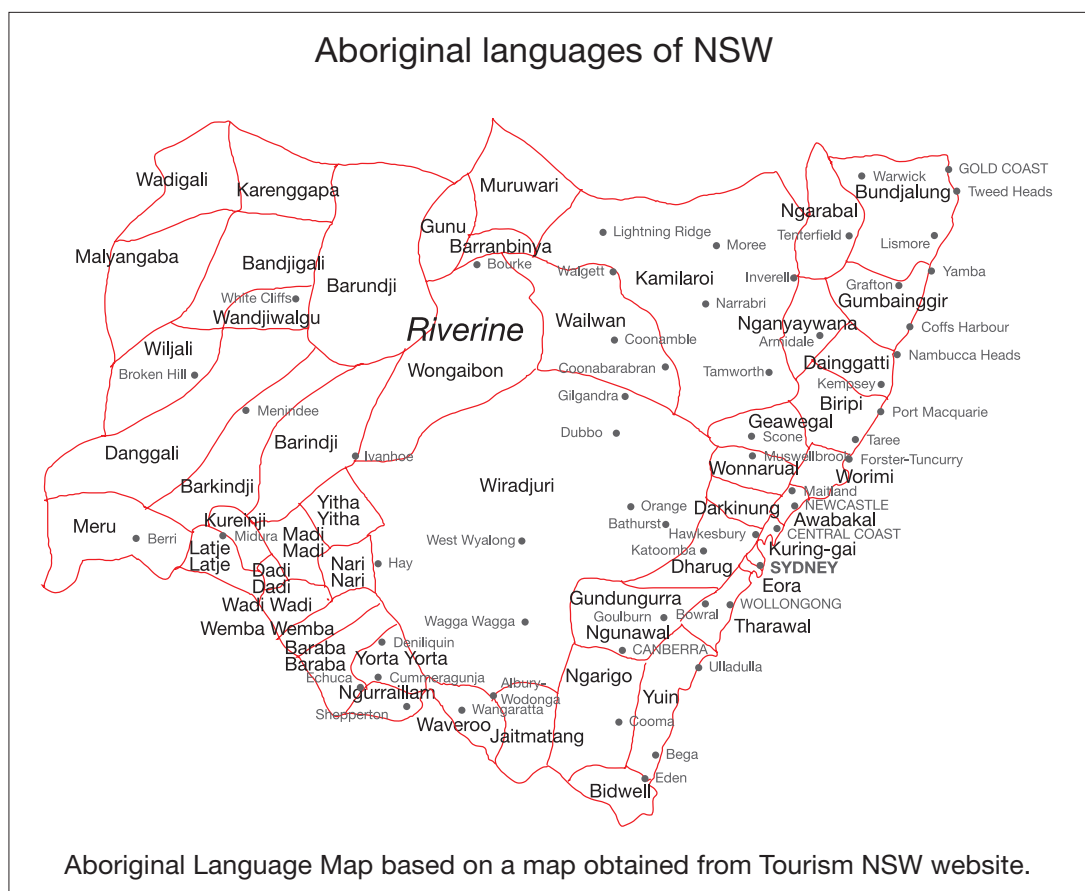 Aboriginal languages of NSW
GOLD COAST
Warwick
Wadigali
Muruwari
Karenggapa
Bundjalung
Tweed Heads
Ngarabal
Gunu
Lightning Ridge
Tenterfield
Lismore
Barranbinya
Moree
Malyangaba
Bandjigali
Bourke
Walgett
Kamilaroi
Inverell
Yamba
Barundji
Grafton
White Cliffs
Gumbainggir
Narrabri
Wandjiwalgu
Wailwan
Riverine
Nganyaywana
Coffs Harbour
Wiljali
Coonamble
Armidale
Nambucca Heads
Dainggatti
Broken Hill
Wongaibon
Coonabarabran
Tamworth
Kempsey
Gilgandra
Biripi
Menindee
Port Macquarie
Geawegal
Dubbo
Scone
Taree
Barindji
Danggali
Ivanhoe
Muswellbrook
Forster-Tuncurry
Wonnarual
Worimi
Barkindji
Wiradjuri
Maitland
Yitha
Yitha
Orange
Darkinung
NEWCASTLE
Kureinji
Meru
Bathurst
Awabakal
Hawkesbury
CENTRAL COAST
Madi
Madi
Berri
Midura
West Wyalong
Latje
Latje
Katoomba
Kuring-gai
Nari
Nari
Hay
Dharug
SYDNEY
Dadi
Dadi
Eora
Gundungurra
Wadi Wadi
WOLLONGONG
Goulburn
Bowral
Wemba Wemba
Wagga Wagga
Tharawal
Ngunawal
Deniliquin
Baraba
Baraba
CANBERRA
Yorta Yorta
Ulladulla
Echuca
Cummeragunja
Ngarigo
Albury-
Wodonga
Ngurraillam
Yuin
Shepperton
Wangaratta
Waveroo
Cooma
Jaitmatang
Bega
Eden
Bidwell
Aboriginal Language Map based on a map obtained from Tourism NSW website.